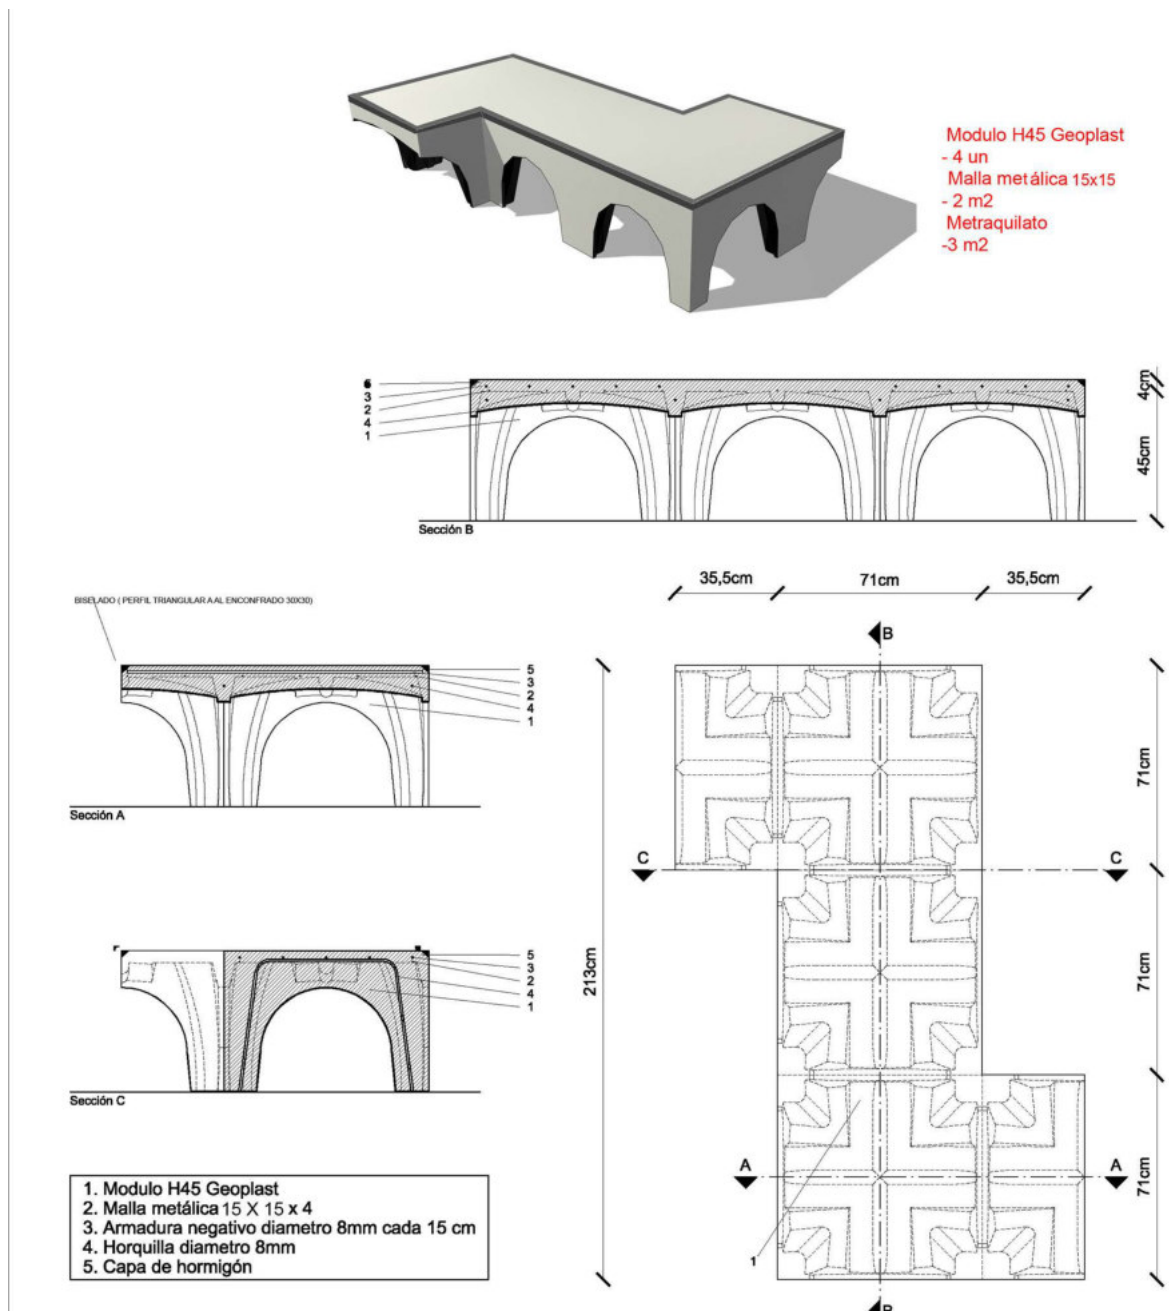 Modulo H45 Geoplast
- 4 un
Malla metálica 15x15
- 2 m2
Metraquilato
-3 m2
3
2
4
1
4cm
45cm
Sección B
35,5cm
71cm
35,5cm
BISELADO ( PERFIL TRIANGULAR A AL ENCONFRADO 30X30)
B
5
3
2
4
1
Sección A
71cm
C
C
213cm
71cm
5
3
2
4
1
Sección C
A
A
71cm
1
B
1. Modulo H45 Geoplast
2. Malla metálica 15 X 15 x 4
3. Armadura negativo diametro 8mm cada 15 cm
4. Horquilla diametro 8mm
5. Capa de hormigón